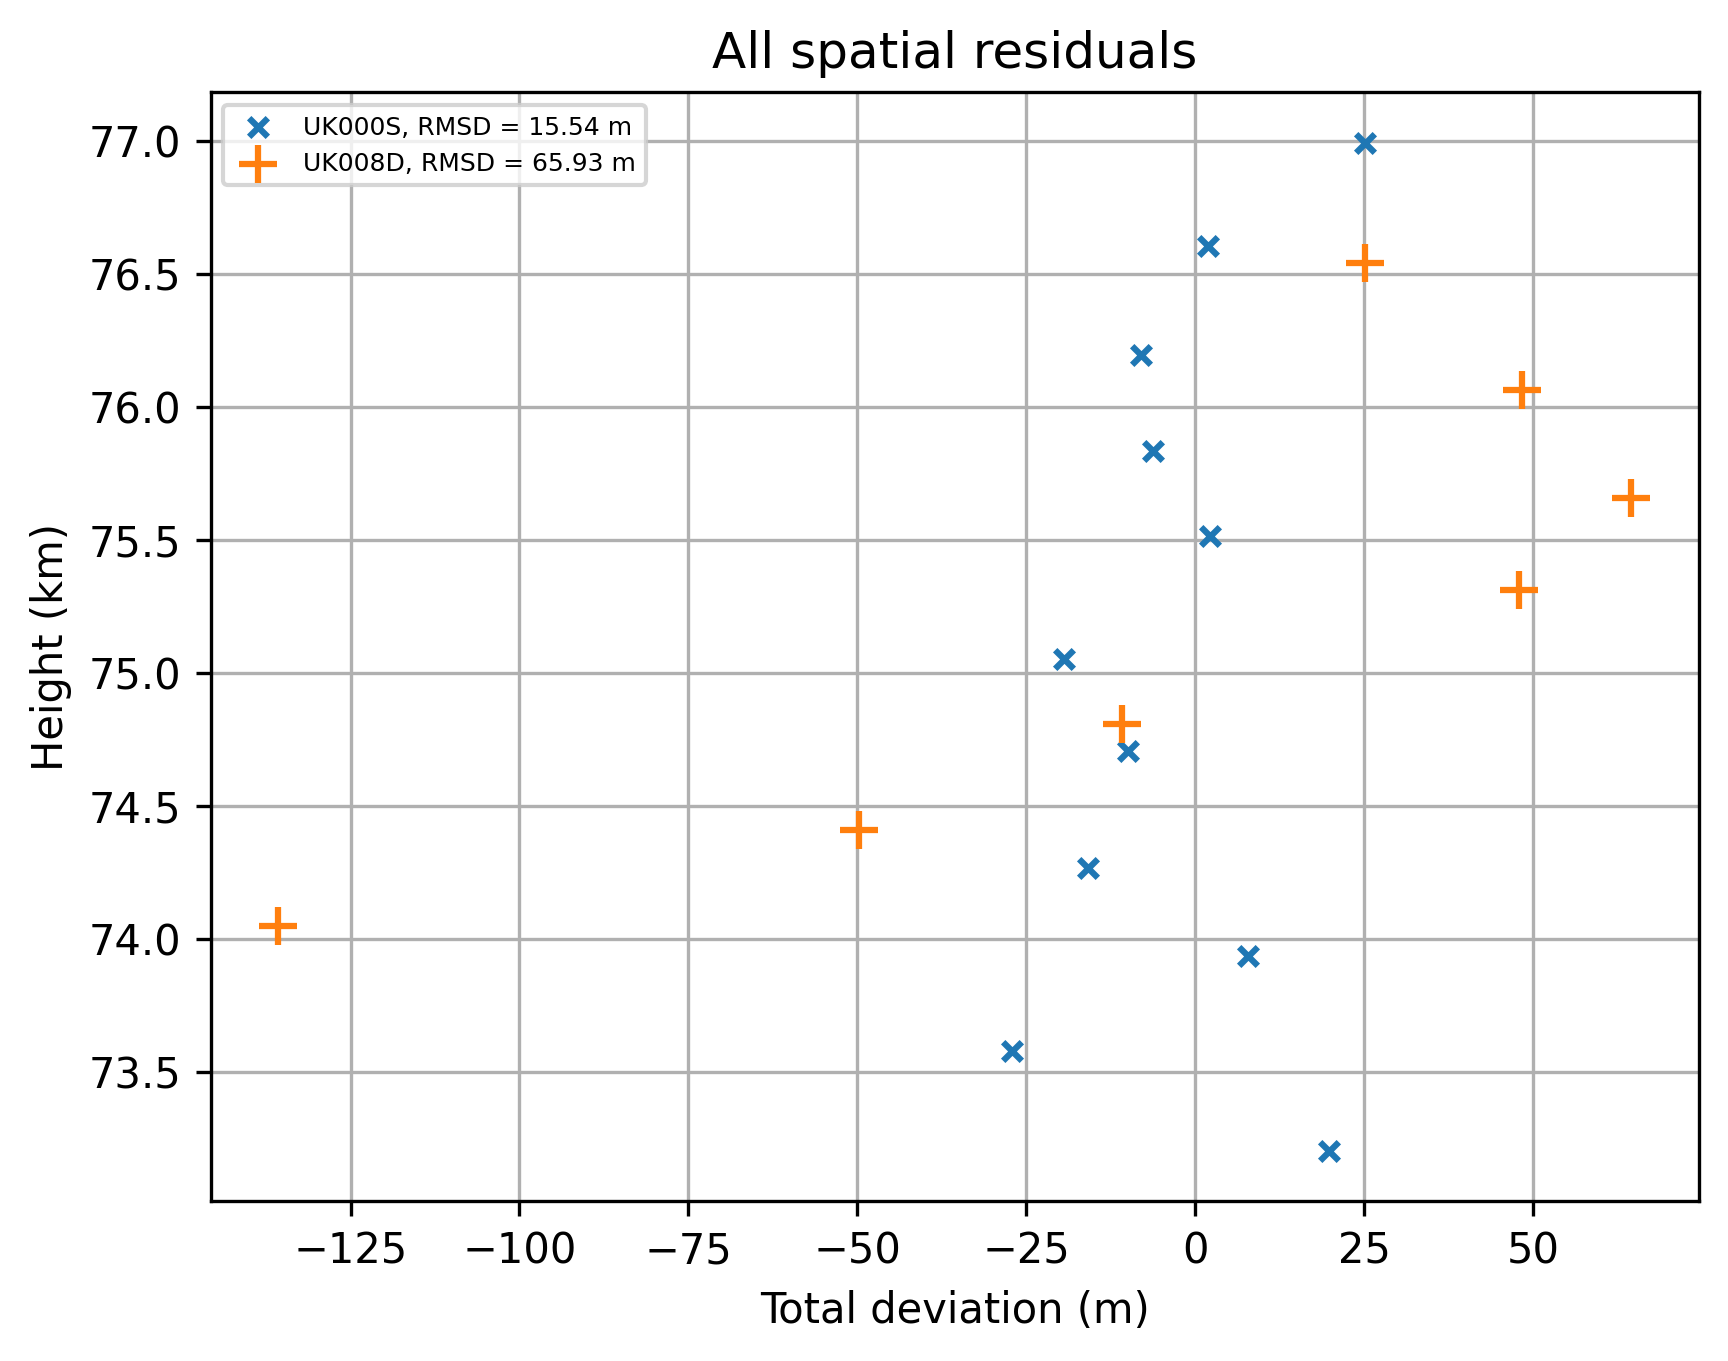 All spatial residuals
UK000S, RMSD = 15.54 m
UK008D, RMSD = 65.93 m
77.0
76.5
76.0
75.5
75.0
74.5
74.0
73.5
Height (km)
−125 −100 −75 −50 −25 0 25 50
Total deviation (m)